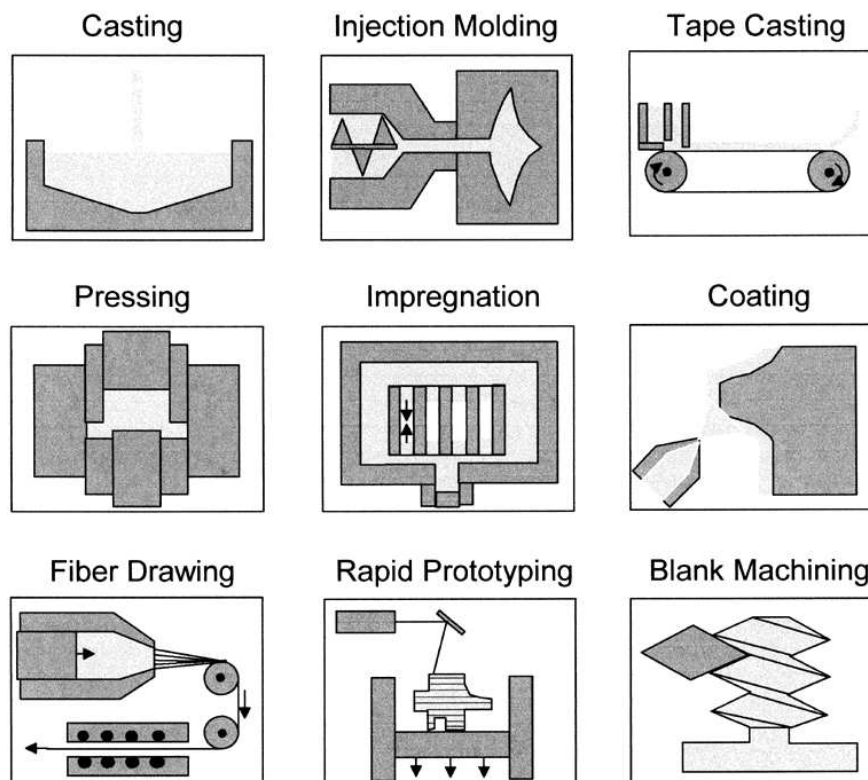 Casting
Injection Molding
Tape Casting
Pressing
Impregnation
Coating
Fiber Drawing
Rapid Prototyping
Blank Machining